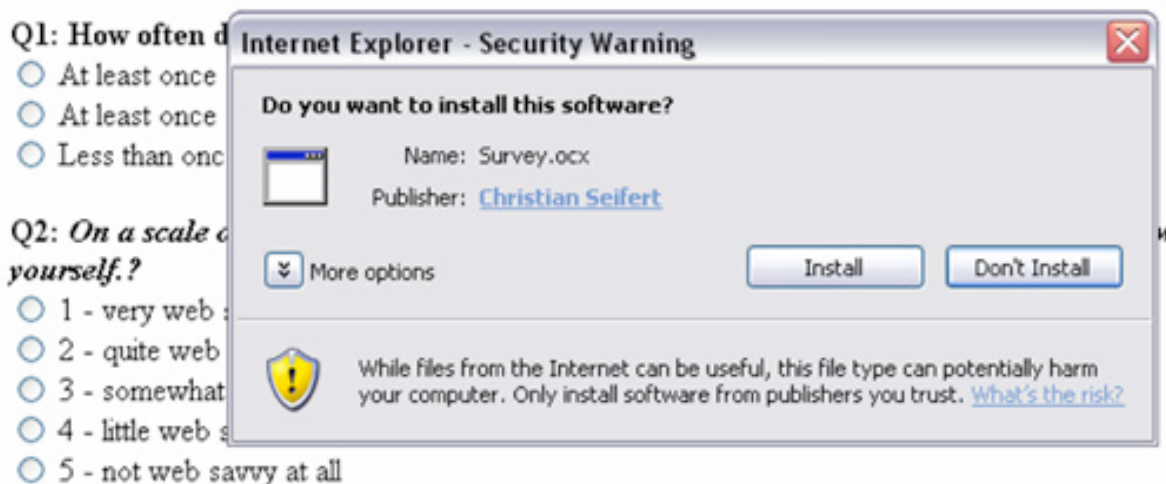 Q1: How often d
At least once
At least once
Less than onc
Q2: On a scale o
yourself.?
1 - very web s
2 - quite web
3 - somewhat
4 - little web s
5 - not web savvy at all
Internet Explorer - Security Warning
Do you want to install this software?
Name: Survey.ocx
Publisher: Christian Seifert
More options
Install
Don't Install
While files from the Internet can be useful, this file type can potentially harm
your computer. Only install software from publishers you trust. What's the risk?